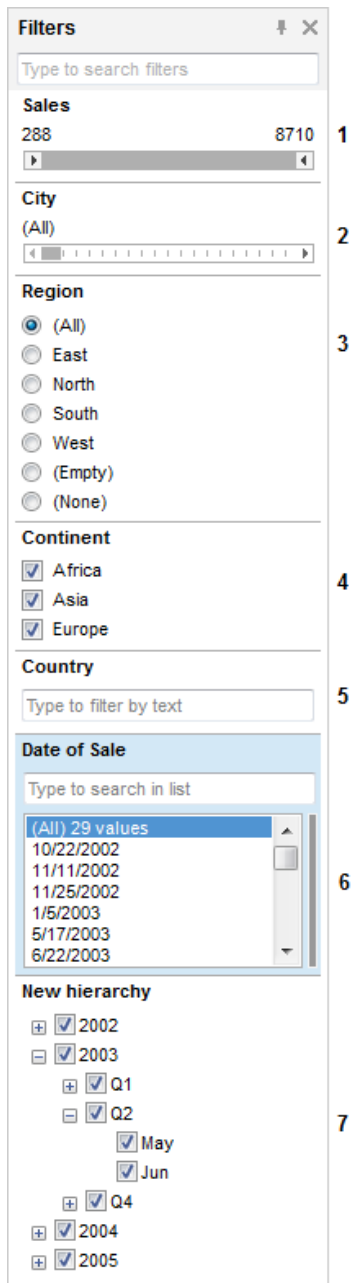 Filters
Type to search filters
Sales
288 8710 1
City
(All) 2
Region
(All)
East 3
North
South
West
(Empty)
(None)
Continent
Africa 4
Asia
Europe
Country
Type to filter by text 5
Date of Sale
Type to search in list
(All) 29 values
10/22/2002
11/11/2002
11/25/2002 6
1/5/2003
5/17/2003
6/22/2003
New hierarchy
2002
2003
Q1
Q2 7
May
Jun
Q4
2004
2005